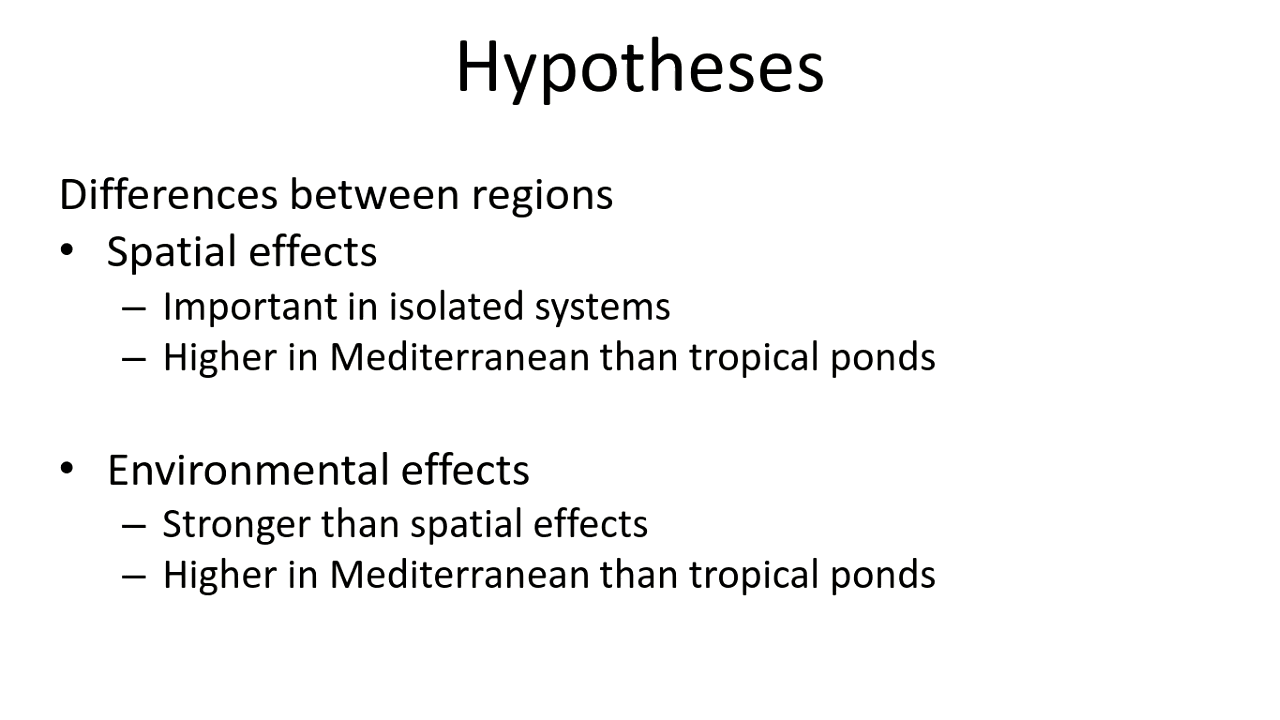 Hypotheses
Differences between regions
• Spatial effects
– Important in isolated systems
– Higher in Mediterranean than tropical ponds
• Environmental effects
– Stronger than spatial effects
– Higher in Mediterranean than tropical ponds